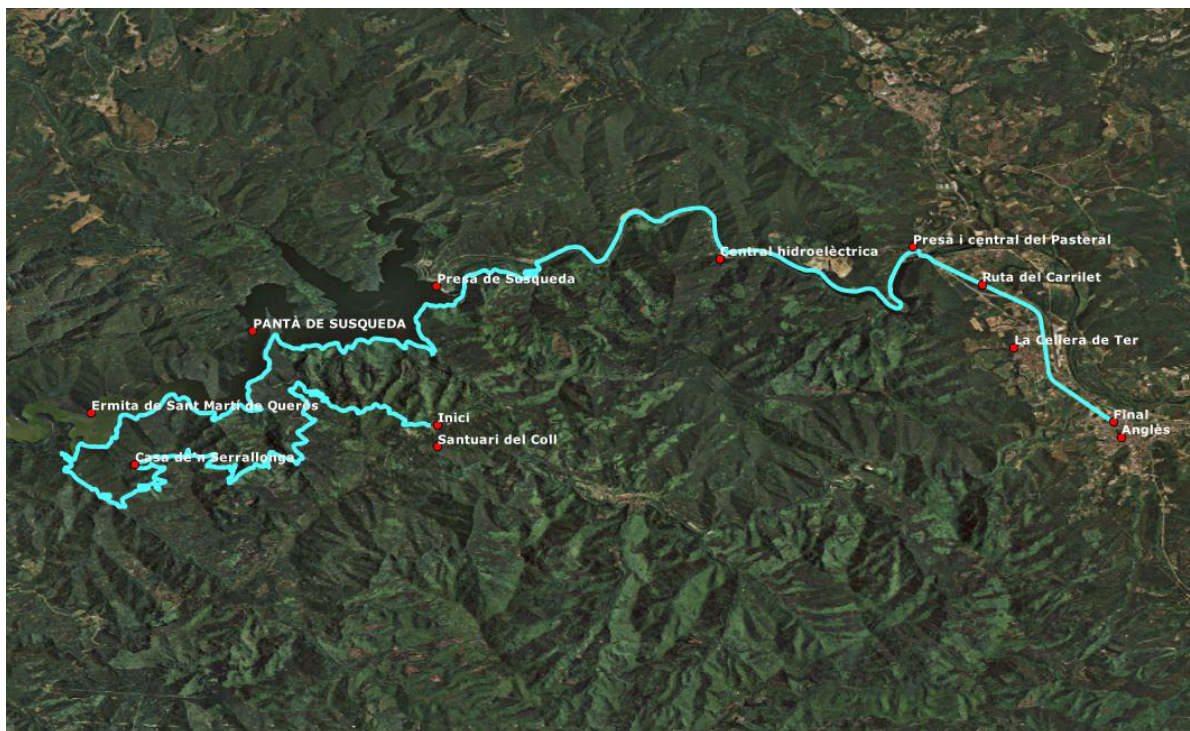 Presa i central del Pasteral
Central hidroelèctrica
Presa de Susqueda
Ruta del Carrilet
PANTÀ DE SUSQUEDA
La Cellera de Ter
Ermita de Sant Martí de Querós
Inici
Final
Anglès
Santuari del Coll
Casa de'n Serrallonga